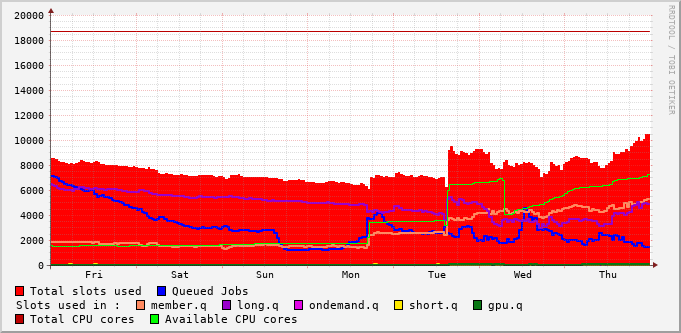 RRDTOOL / TOBI OETIKER
20000
18000
16000
14000
12000
10000
8000
6000
4000
2000
0
Fri Sat Sun Mon Tue Wed Thu
Total slots used Queued Jobs
Slots used in : member.q long.q ondemand.q short.q gpu.q
Total CPU cores Available CPU cores